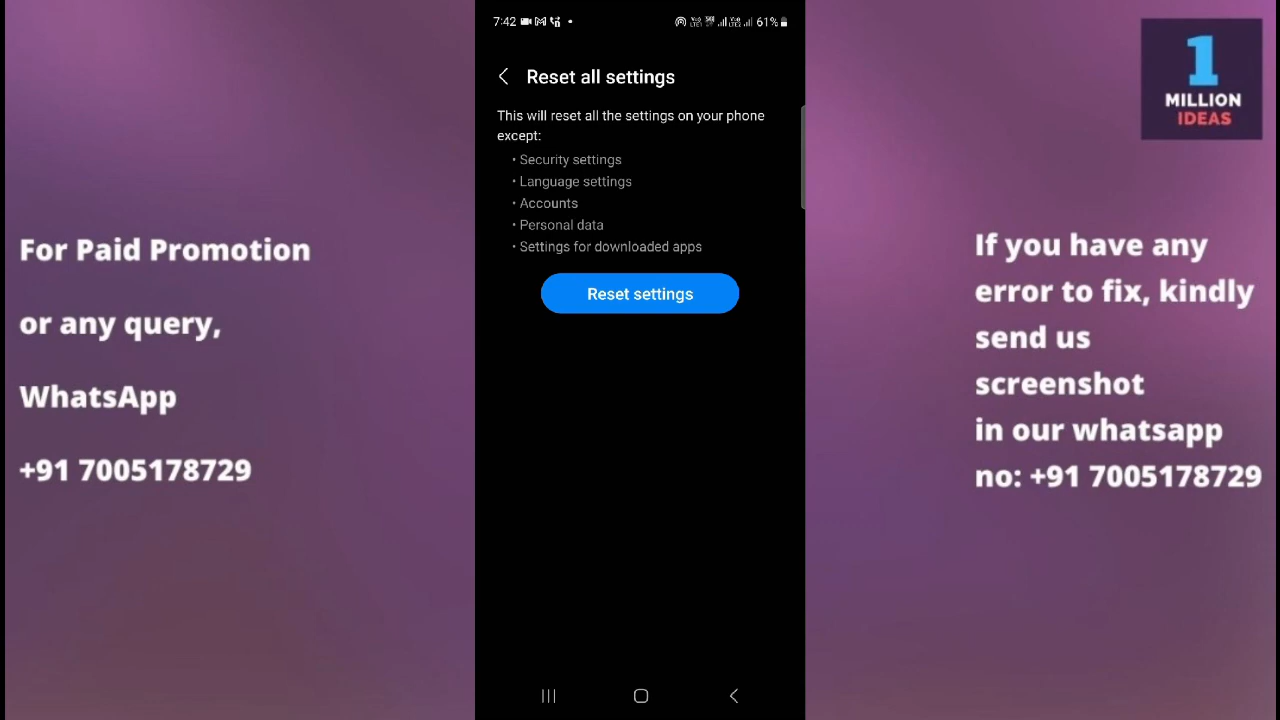 For Paid Promotion
or any query,
WhatsApp
+91 7005178729
7:42
61%
Reset all settings
This will reset all the settings on your phone
except:
• Security settings
• Language settings
• Accounts
• Personal data
• Settings for downloaded apps
Reset settings
1
MILLION
IDEAS
If you have any
error to fix, kindly
send us
screenshot
in our whatsapp
no: +91 7005178729